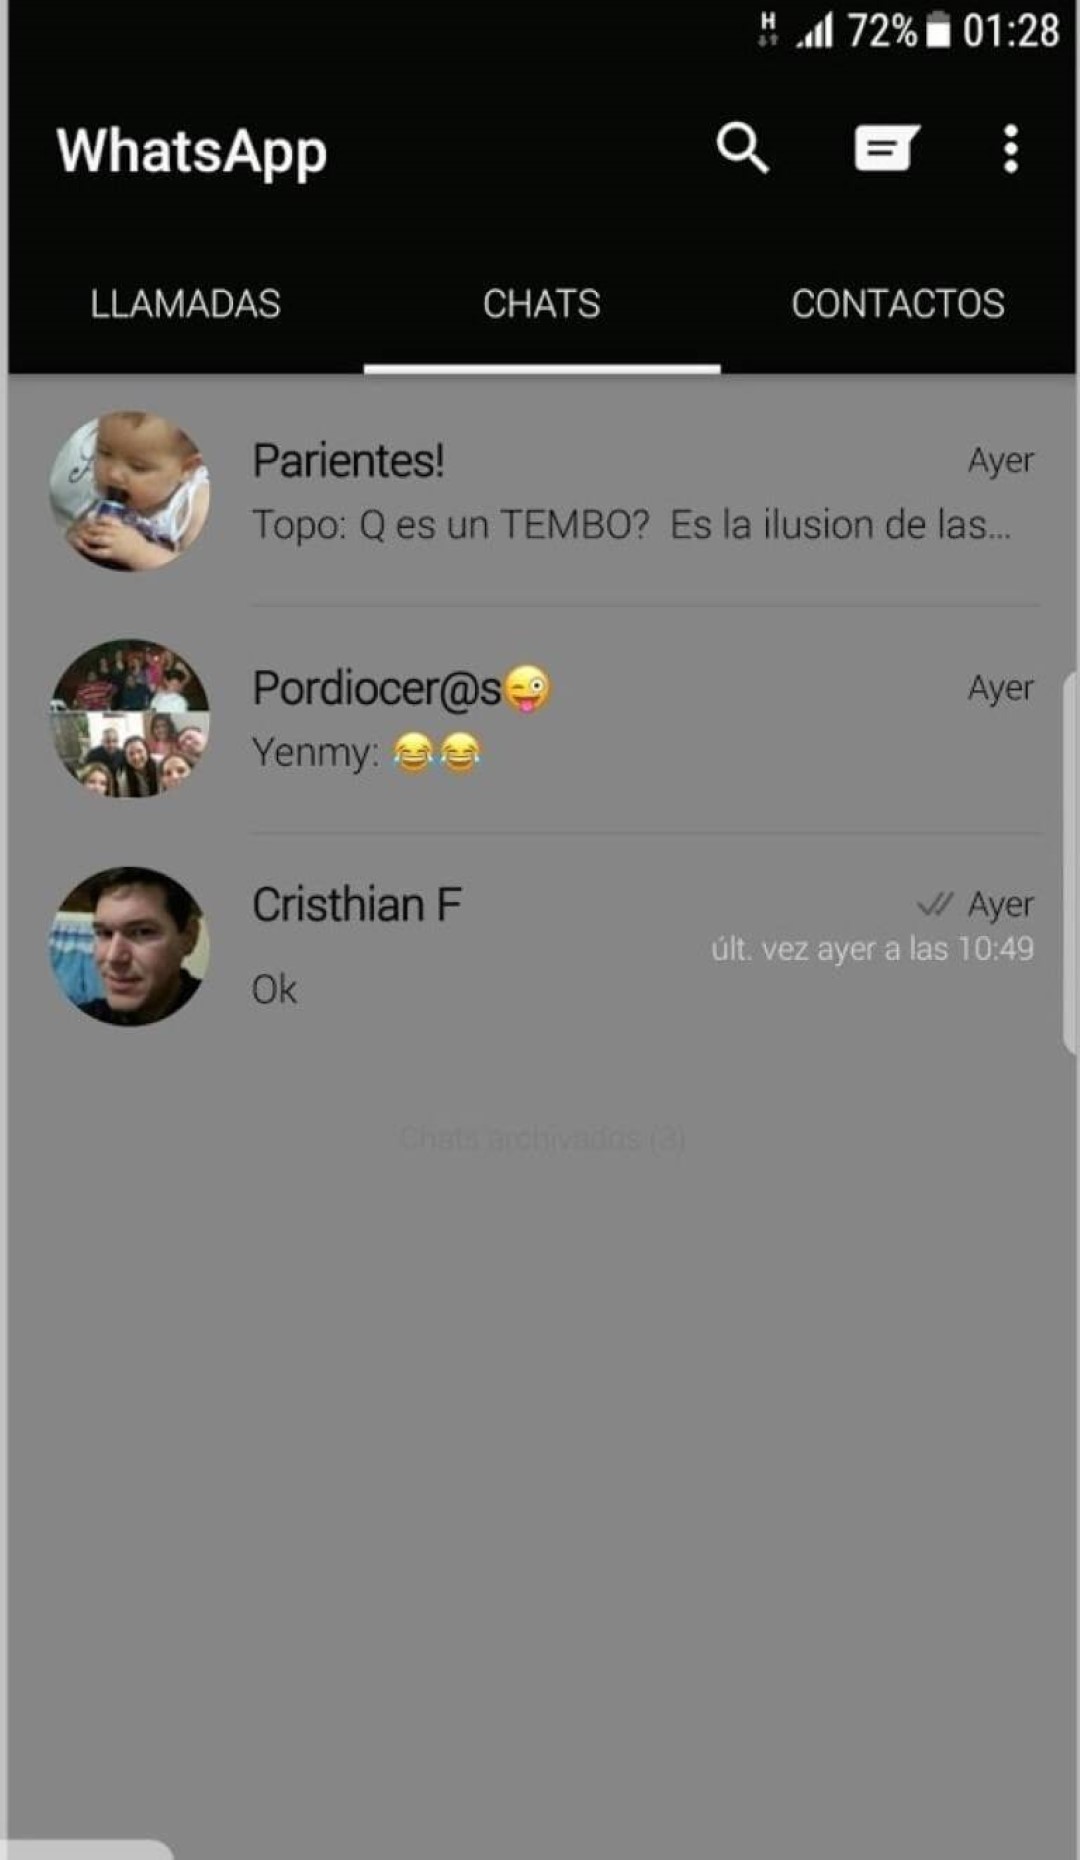 H 72% 01:28
WhatsApp
LLAMADAS CHATS CONTACTOS
Parientes! Ayer
Topo: Q es un TEMBO? Es la ilusion de las...
Pordiocer@s😜 Ayer
Yenmy: 😂😂
Cristhian F Ayer
últ. vez ayer a las 10:49
Ok
Chats archivados (3)